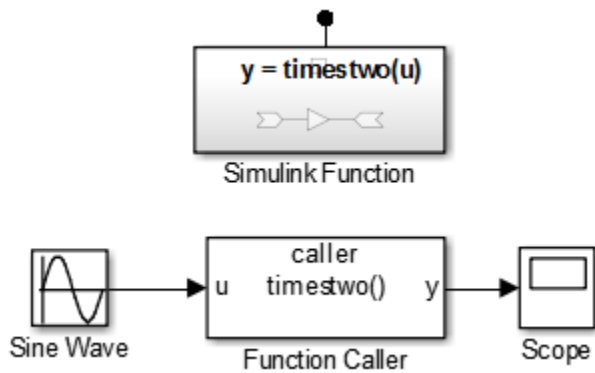 y = timestwo(u)
Simulink Function
caller
u timestwo() y
Sine Wave
Function Caller
Scope